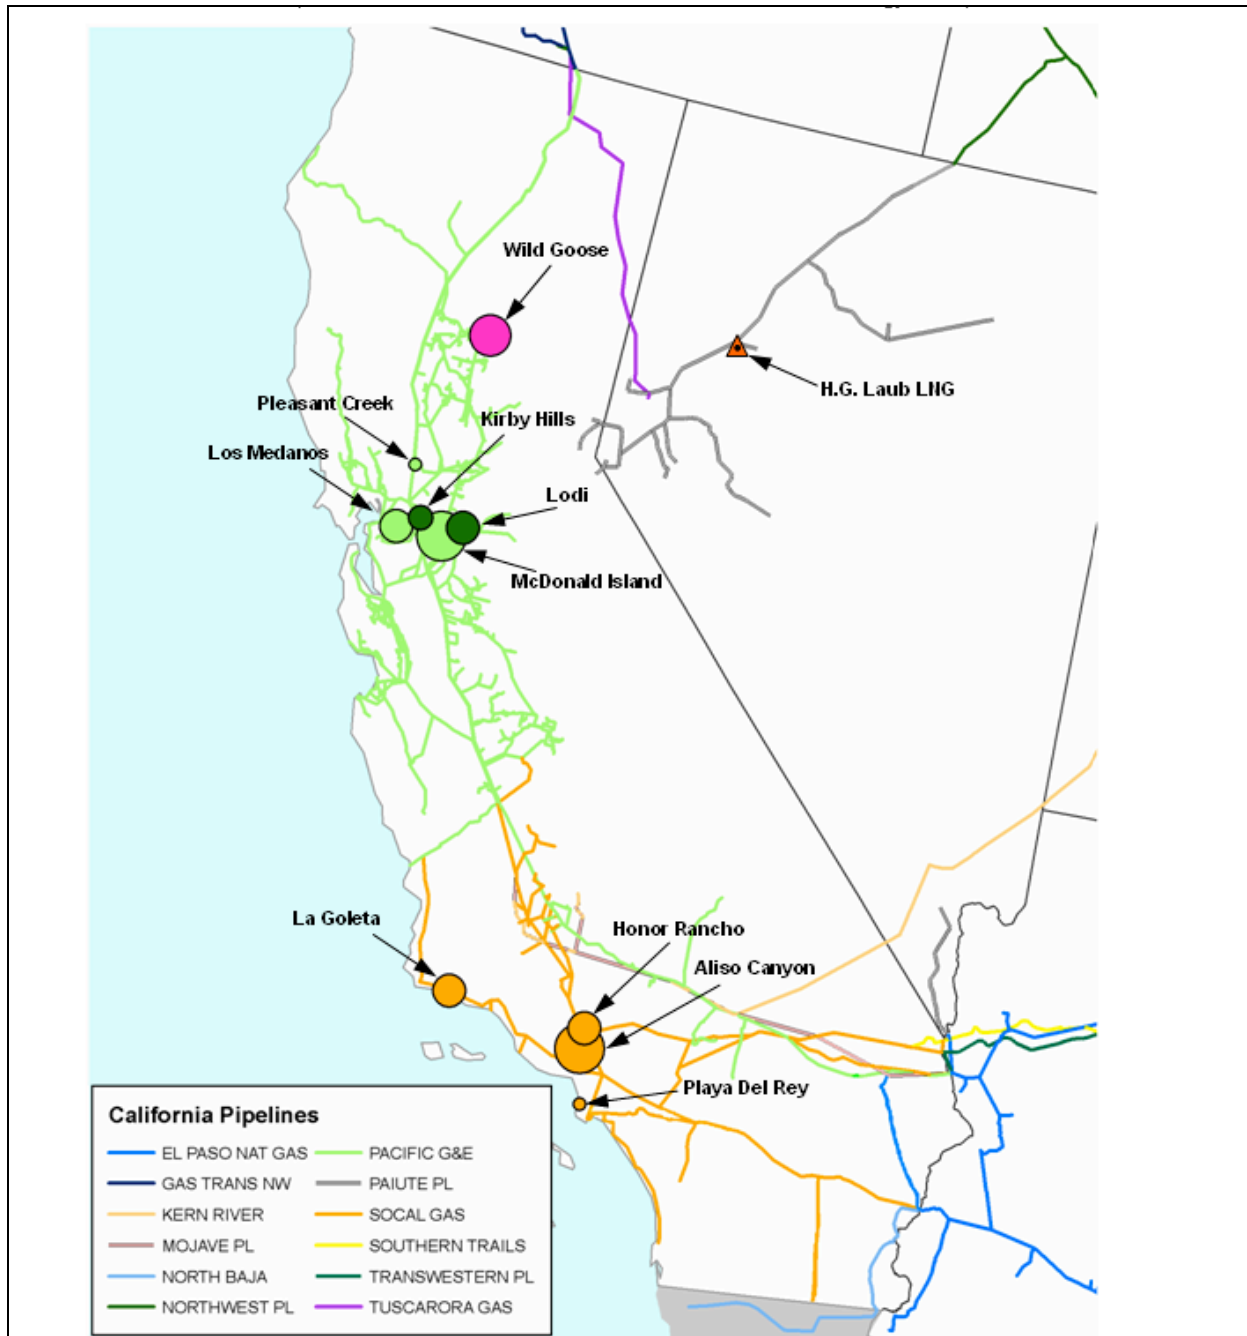 Wild Goose
H.G. Laub LNG
Pleasant Creek
Kirby Hills
Los Medanos
Lodi
McDonald Island
La Goleta
Honor Rancho
Aliso Canyon
Playa Del Rey
California Pipelines
EL PASO NAT GAS
PACIFIC G&E
GAS TRANS NW
PAIUTE PL
KERN RIVER
SOCAL GAS
MOJAVE PL
SOUTHERN TRAILS
NORTH BAJA
TRANSWESTERN PL
NORTHWEST PL
TUSCARORA GAS